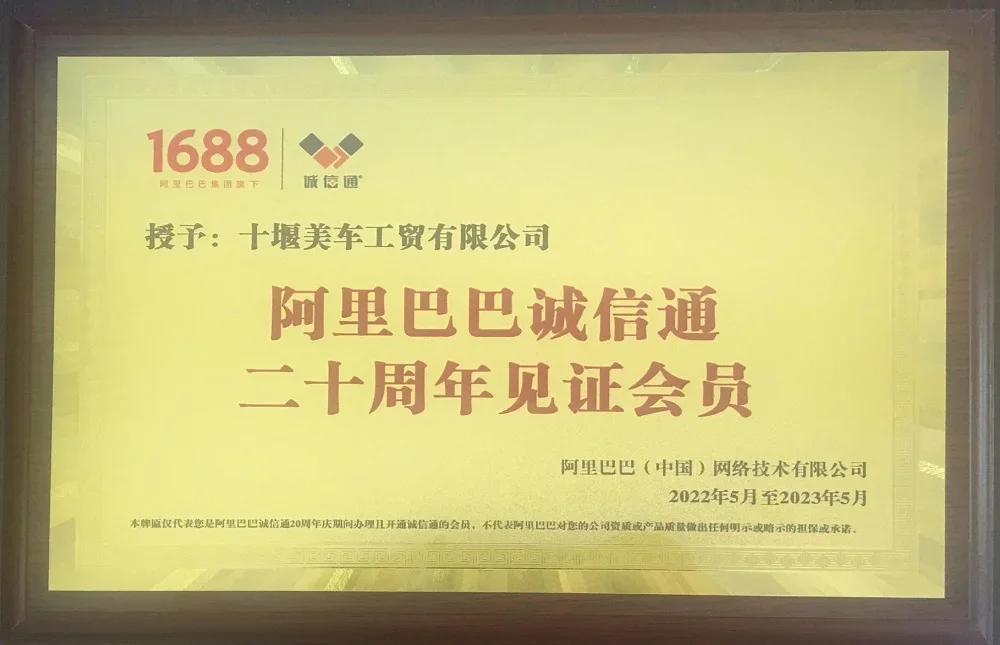 1688
阿里巴巴集团旗下
诚信通®
授予：十堰美车工贸有限公司
阿里巴巴诚信通
二十周年见证会员
阿里巴巴（中国）网络技术有限公司
2022年5月至2023年5月
本牌匾仅代表您是阿里巴巴诚信通20周年庆期间办理且开通诚信通的会员，不代表阿里巴巴对您的公司资质或产品质量做出任何明示或暗示的担保或承诺。